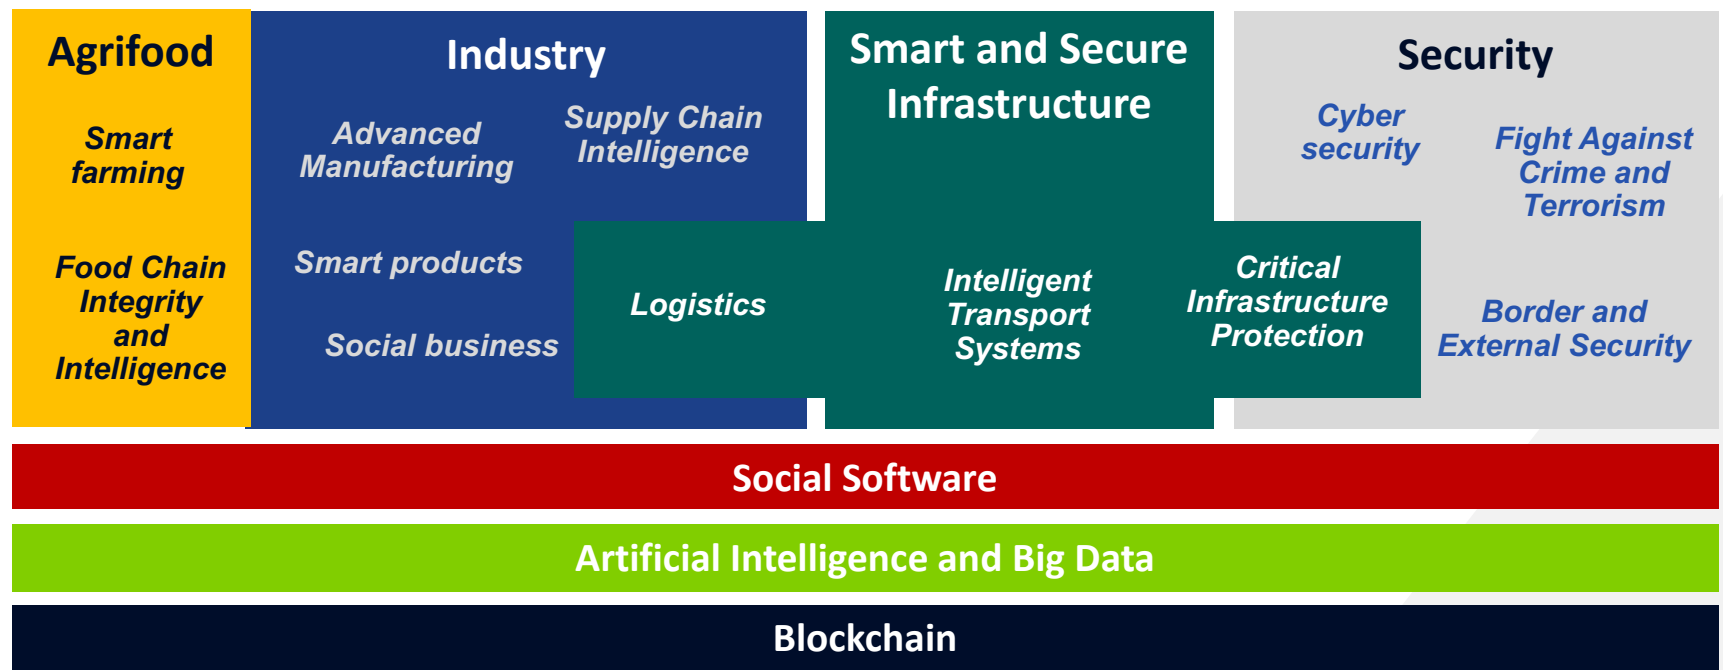 Agrifood
Smart
farming
Food Chain
Integrity
and
Intelligence
Industry
Advanced
Manufacturing
Supply Chain
Intelligence
Smart products
Social business
Logistics
Smart and Secure
Infrastructure
Intelligent
Transport
Systems
Critical
Infrastructure
Protection
Security
Cyber
security
Fight Against
Crime and
Terrorism
Border and
External Security
Social Software
Artificial Intelligence and Big Data
Blockchain